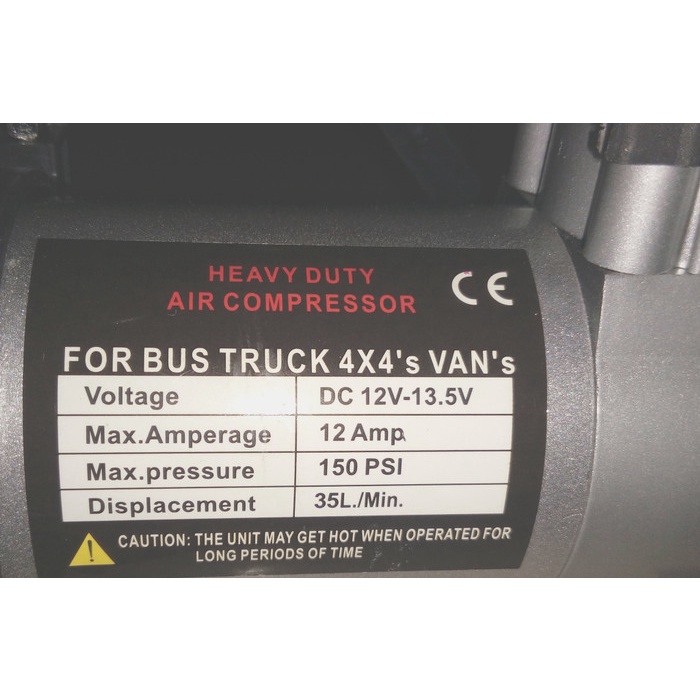 HEAVY DUTY
AIR COMPRESSOR
CE
FOR BUS TRUCK 4X4's VAN's
Voltage DC 12V-13.5V
Max.Amperage 12 Amp.
Max.pressure 150 PSI
Displacement 35L./Min.
CAUTION: THE UNIT MAY GET HOT WHEN OPERATED FOR
LONG PERIODS OF TIME